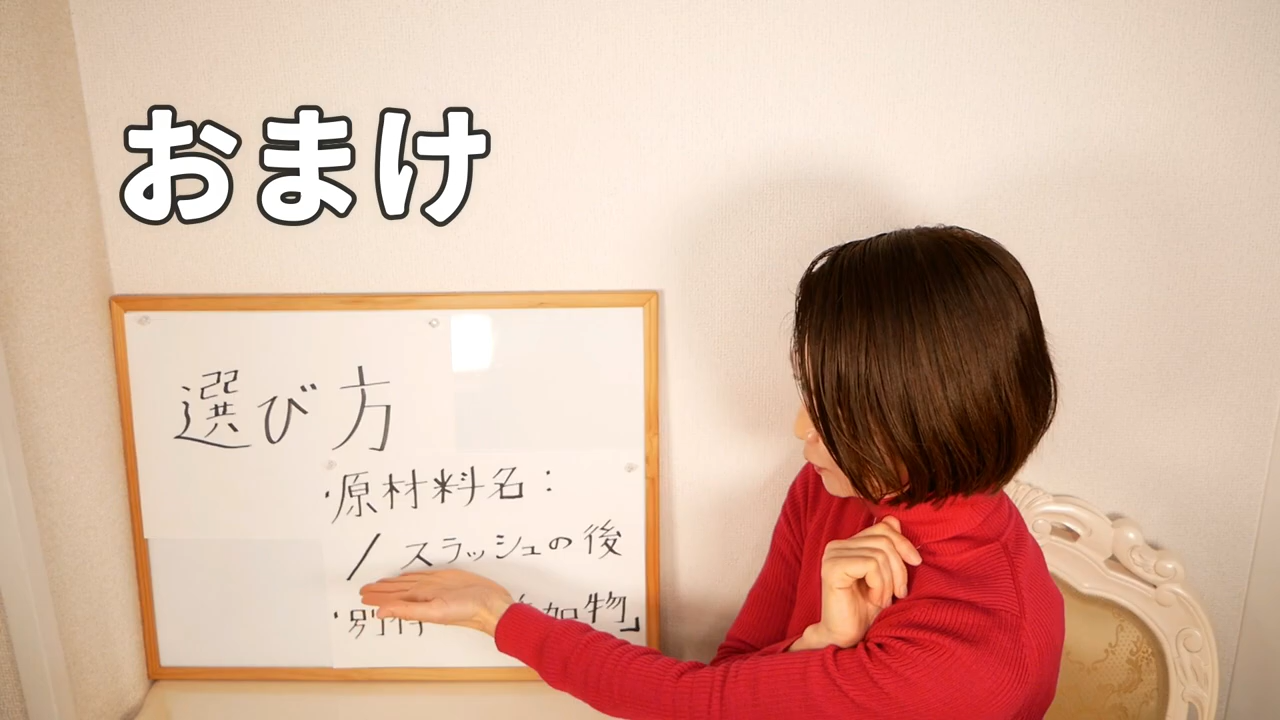 おまけ
選び方
・原材料名：
/ スラッシュの後
・別 加物」